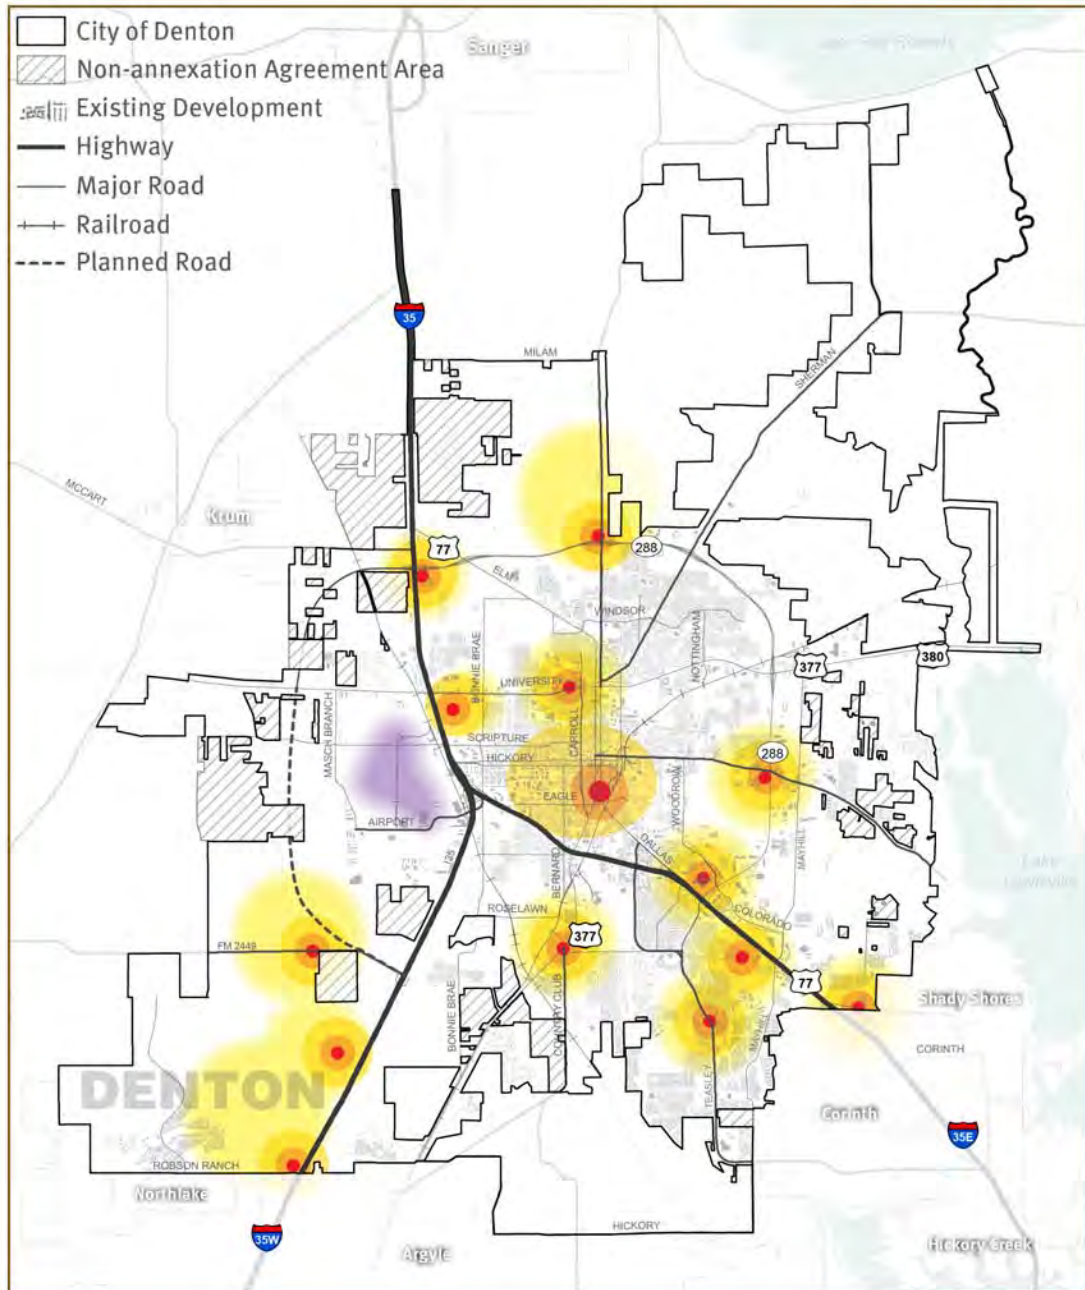 City of Denton
Non-annexation Agreement Area
Existing Development
Highway
Major Road
Railroad
Planned Road
Sanger
35
MILAM
SHERMAN
MCCART
Krum
77
288
ELM
WINDSOR
BONNIE BRAE
NOTTINGHAM
377
380
UNIVERSITY
MASCH BRANCH
SCRIPTURE
CARROLL
HICKORY
288
EAGLE
WOODROW
AIRPORT
I35
DALLAS
MAYHILL
BERNARD
Lake
Lewisville
ROSELAWN
COLORADO
FM 2449
377
77
Shady Shores
BONNIE BRAE
COUNTRY CLUB
MAYHILL
CORINTH
DENTON
TEASLEY
Corinth
35E
ROBSON RANCH
Northlake
HICKORY
35W
Argyle
Hickory Creek